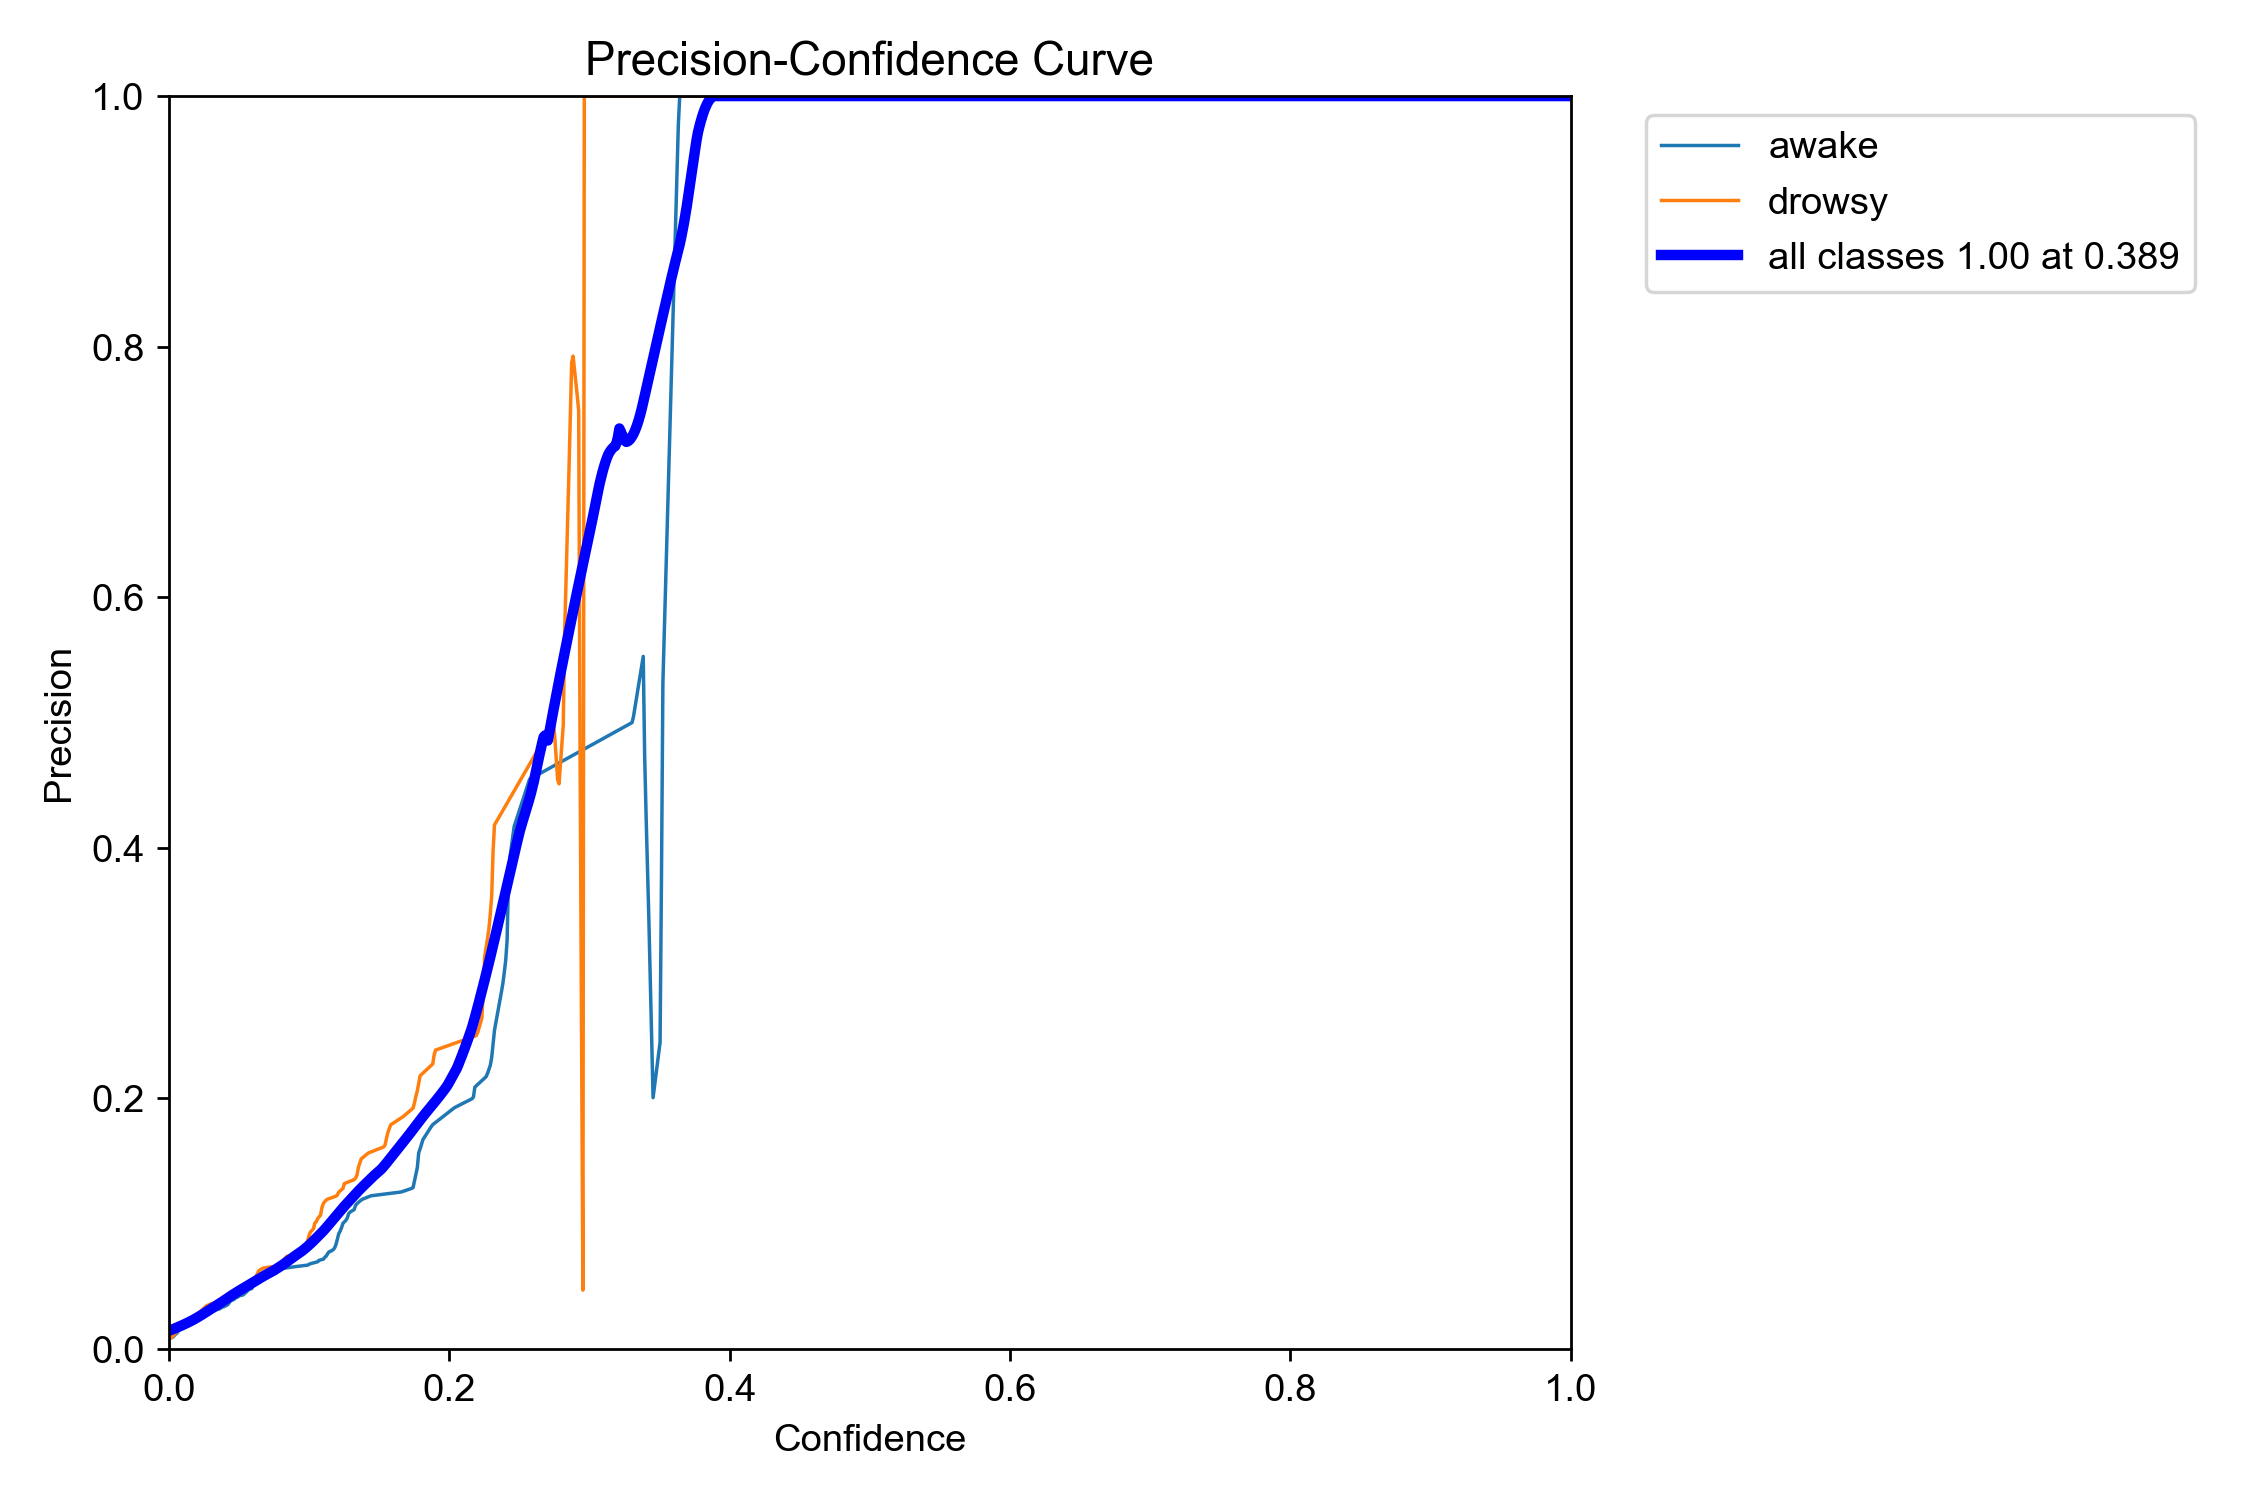 Precision-Confidence Curve
1.0
0.8
0.6
0.4
0.2
0.0
Precision
0.0 0.2 0.4 0.6 0.8 1.0
Confidence
awake
drowsy
all classes 1.00 at 0.389